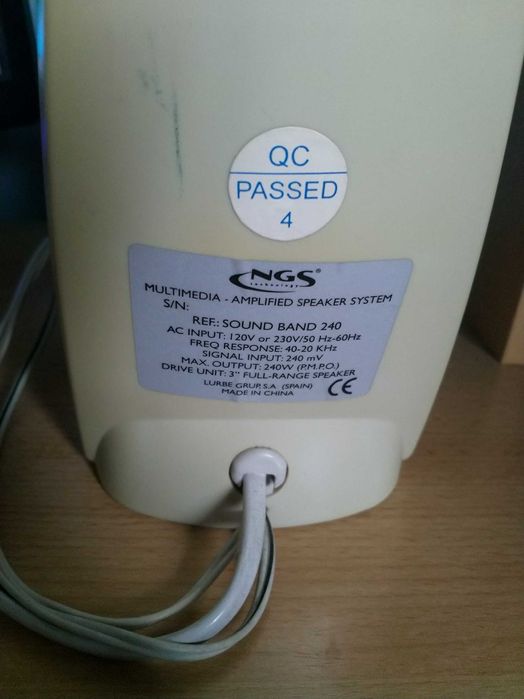 QC
PASSED
4
NGS®
technology
MULTIMEDIA - AMPLIFIED SPEAKER SYSTEM
S/N:
REF.: SOUND BAND 240
AC INPUT: 120V or 230V/50 Hz-60Hz
FREQ RESPONSE: 40-20 KHz
SIGNAL INPUT: 240 mV
MAX. OUTPUT: 240W (P.M.P.O.)
DRIVE UNIT: 3" FULL-RANGE SPEAKER
LURBE GRUP, S.A. (SPAIN)
MADE IN CHINA
CE